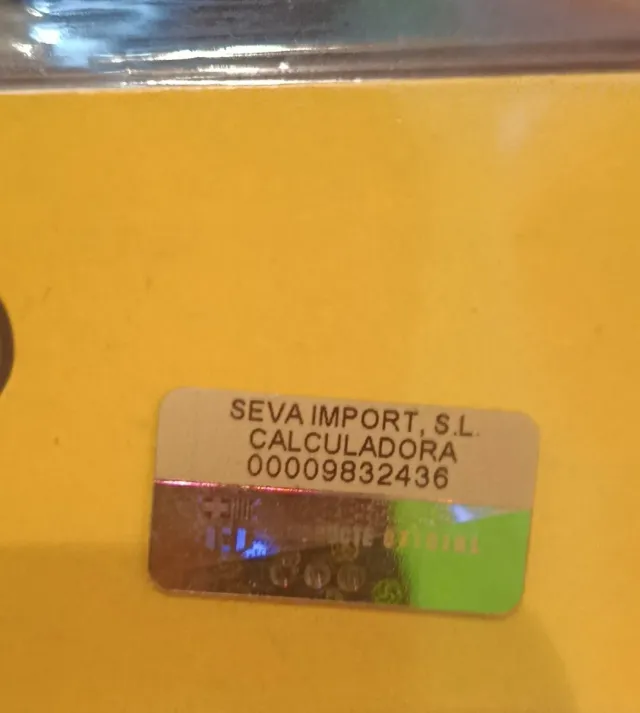 SEVA IMPORT, S.L.
CALCULADORA
00009832436